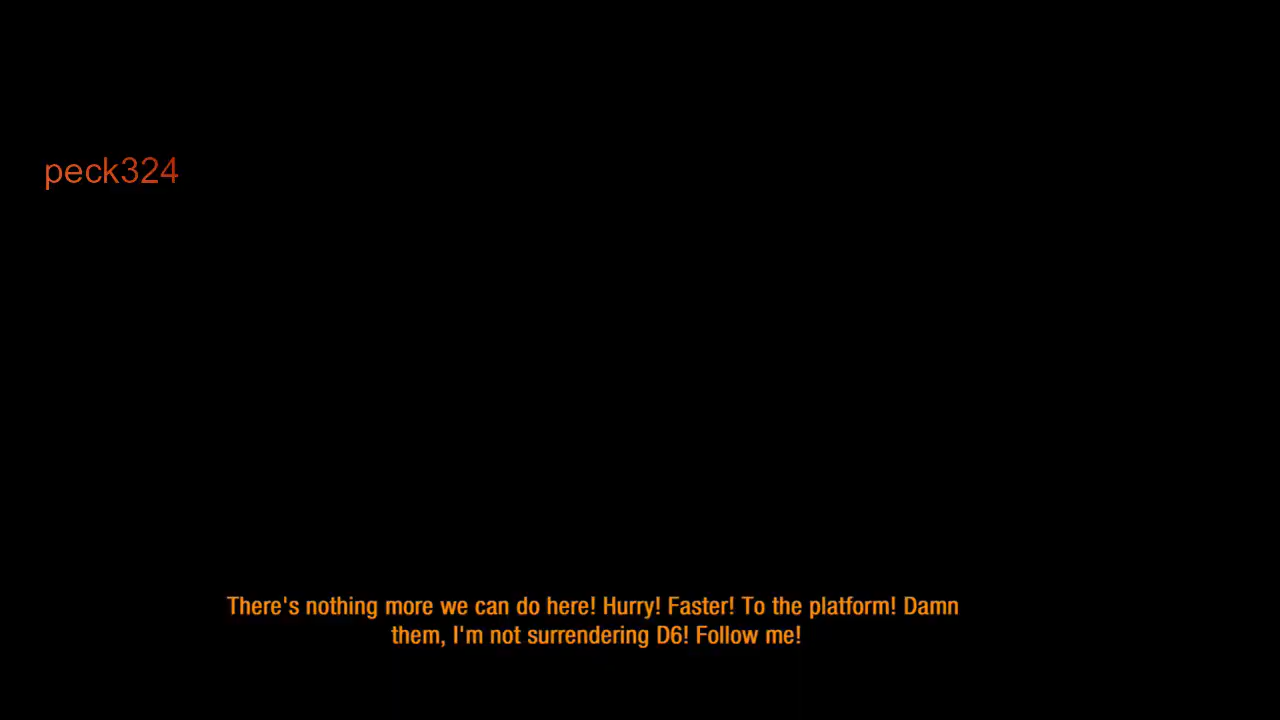 peck324
There's nothing more we can do here! Hurry! Faster! To the platform! Damn
them, I'm not surrendering D6! Follow me!